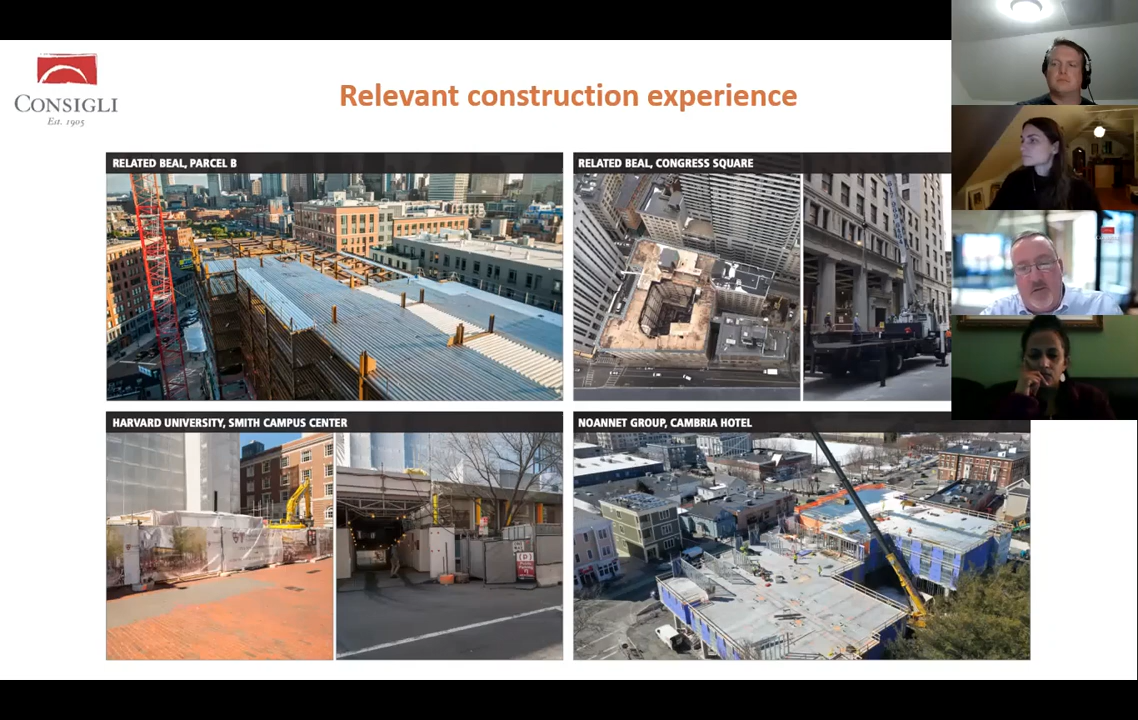 CONSIGLI
Est. 1905
Relevant construction experience
RELATED BEAL, PARCEL B
RELATED BEAL, CONGRESS SQUARE
HARVARD UNIVERSITY, SMITH CAMPUS CENTER
NOANNET GROUP, CAMBRIA HOTEL